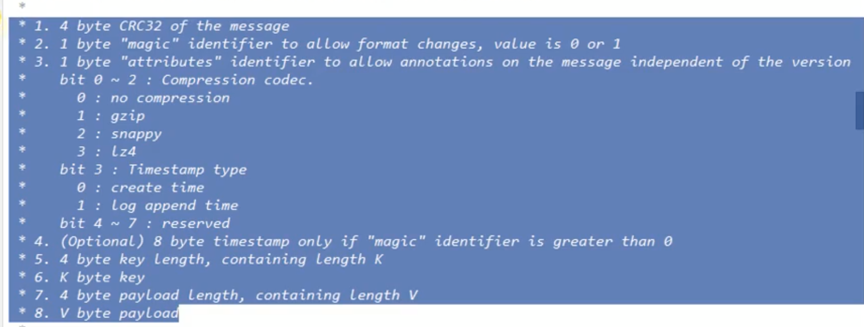 *
* 1. 4 byte CRC32 of the message
* 2. 1 byte "magic" identifier to allow format changes, value is 0 or 1
* 3. 1 byte "attributes" identifier to allow annotations on the message independent of the version
*    bit 0 ~ 2 : Compression codec.
*      0 : no compression
*      1 : gzip
*      2 : snappy
*      3 : lz4
*    bit 3 : Timestamp type
*      0 : create time
*      1 : log append time
*    bit 4 ~ 7 : reserved
* 4. (Optional) 8 byte timestamp only if "magic" identifier is greater than 0
* 5. 4 byte key length, containing length K
* 6. K byte key
* 7. 4 byte payload length, containing length V
* 8. V byte payload
*